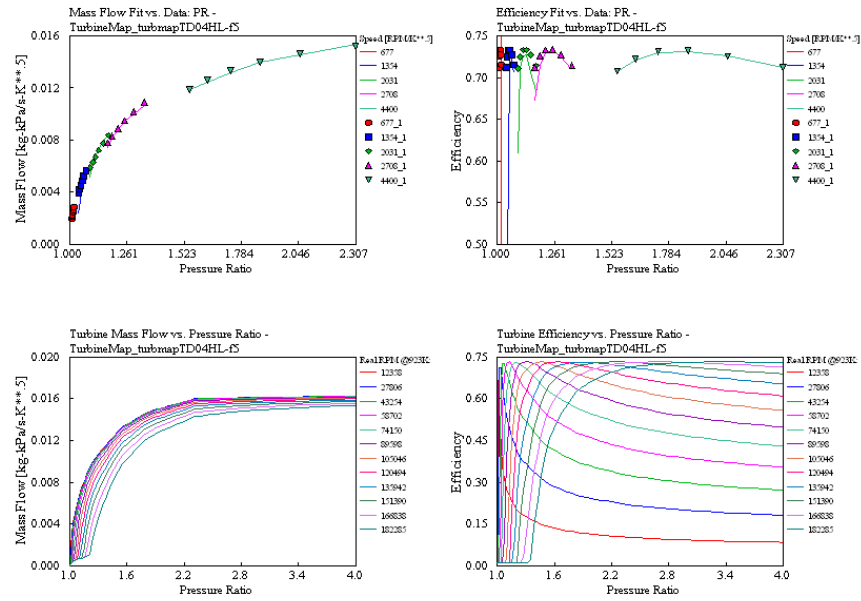 Mass Flow Fit vs. Data: PR -
TurbineMap_turbmapTD04HL-fS
Mass Flow [kg-kPa/s-K**.5]
0.016
0.012
0.008
0.004
0.000
1.000 1.261 1.523 1.784 2.046 2.307
Pressure Ratio
Speed [RPM/K**.5]
677
1354
2031
2708
4400
677_1
1354_1
2031_1
2708_1
4400_1
Efficiency Fit vs. Data: PR -
TurbineMap_turbmapTD04HL-fS
Efficiency
0.75
0.70
0.65
0.60
0.55
0.50
1.000 1.261 1.523 1.784 2.046 2.307
Pressure Ratio
Speed [RPM/K**.5]
677
1354
2031
2708
4400
677_1
1354_1
2031_1
2708_1
4400_1
Turbine Mass Flow vs. Pressure Ratio -
TurbineMap_turbmapTD04HL-fS
Mass Flow [kg-kPa/s-K**.5]
0.020
0.016
0.012
0.008
0.004
0.000
1.0 1.6 2.2 2.8 3.4 4.0
Pressure Ratio
Real RPM @923K:
12358
27806
43254
58702
74150
89598
105046
120494
135942
151390
166838
182285
Turbine Efficiency vs. Pressure Ratio -
TurbineMap_turbmapTD04HL-fS
Efficiency
0.75
0.60
0.45
0.30
0.15
0.00
1.0 1.6 2.2 2.8 3.4 4.0
Pressure Ratio
Real RPM @923K:
12358
27806
43254
58702
74150
89598
105046
120494
135942
151390
166838
182285